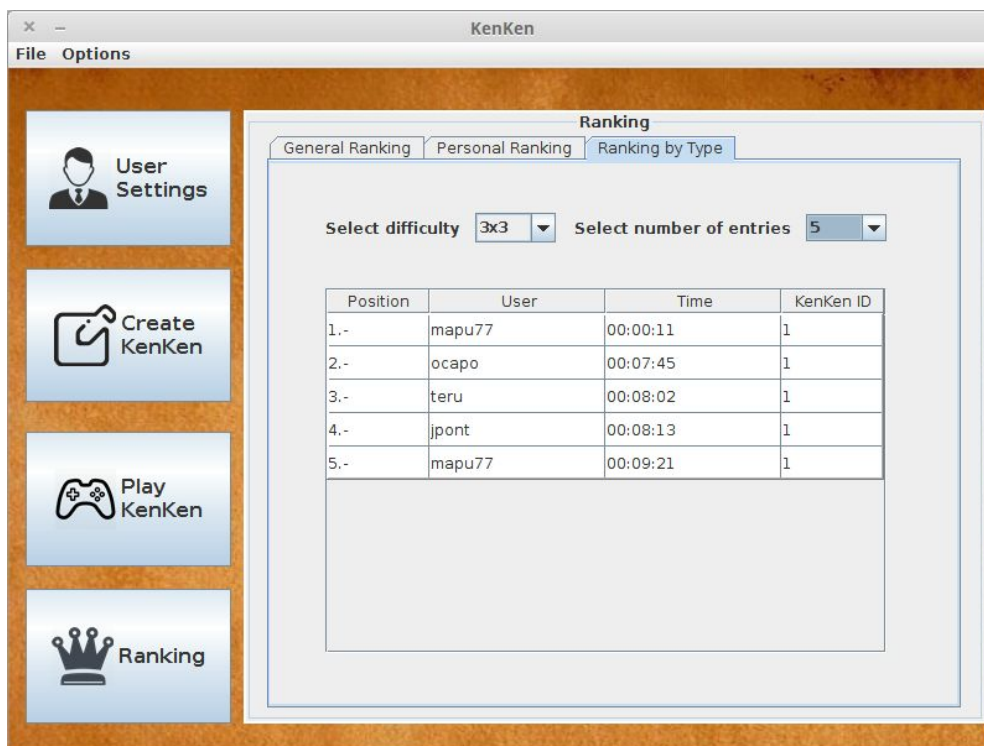 KenKen
File Options
User
Settings
Create
KenKen
Play
KenKen
Ranking
Ranking
General Ranking Personal Ranking Ranking by Type
Select difficulty 3x3 Select number of entries 5
Position User Time KenKen ID
1.- mapu77 00:00:11 1
2.- ocapo 00:07:45 1
3.- teru 00:08:02 1
4.- jpont 00:08:13 1
5.- mapu77 00:09:21 1